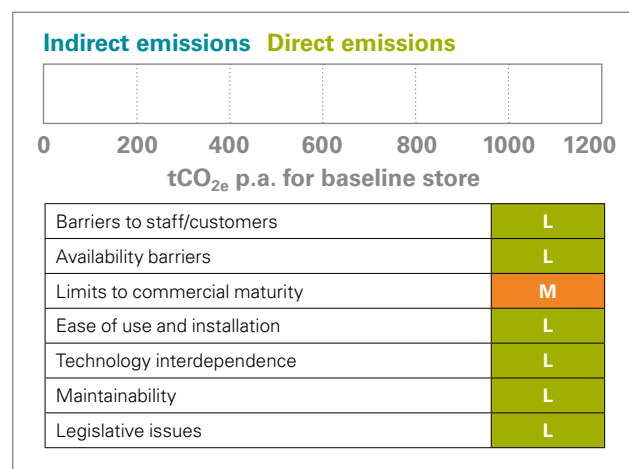 Indirect emissions Direct emissions
0 200 400 600 800 1000 1200
tCO2e p.a. for baseline store
Barriers to staff/customers L
Availability barriers L
Limits to commercial maturity M
Ease of use and installation L
Technology interdependence L
Maintainability L
Legislative issues L